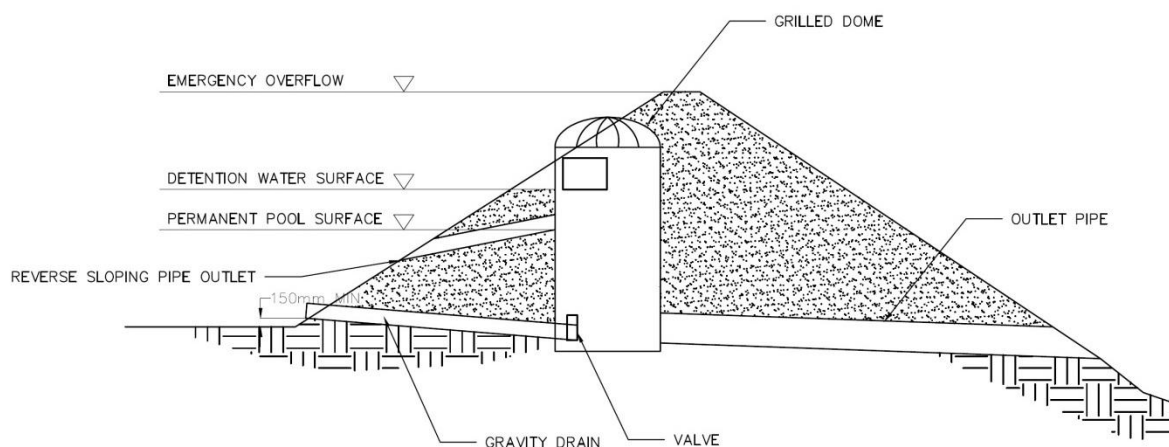 GRILLED DOME
EMERGENCY OVERFLOW
DETENTION WATER SURFACE
PERMANENT POOL SURFACE
OUTLET PIPE
REVERSE SLOPING PIPE OUTLET
150mm MIN
GRAVITY DRAIN
VALVE